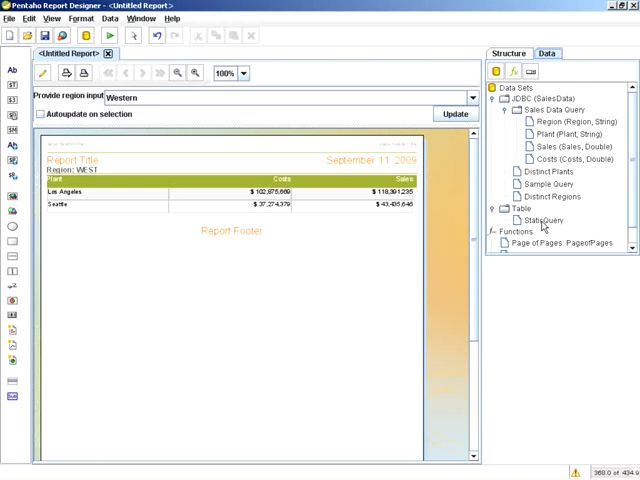 Pentaho Report Designer - <Untitled Report>
File Edit View Format Data Window Help
<Untitled Report>
Structure Data
100%
Provide region input Western
Autoupdate on selection
Update
Data Sets
JDBC (SalesData)
Sales Data Query
Region (Region, String)
Plant (Plant, String)
Sales (Sales, Double)
Costs (Costs, Double)
Distinct Plants
Sample Query
Distinct Regions
Table
StaticQuery
Functions
Page of Pages: PageofPages
Report Title September 11, 2009
Region: WEST
Plant Costs Sales
Los Angeles $ 102,875,669 $ 118,391,235
Seattle $ 37,274,379 $ 43,435,646
Report Footer